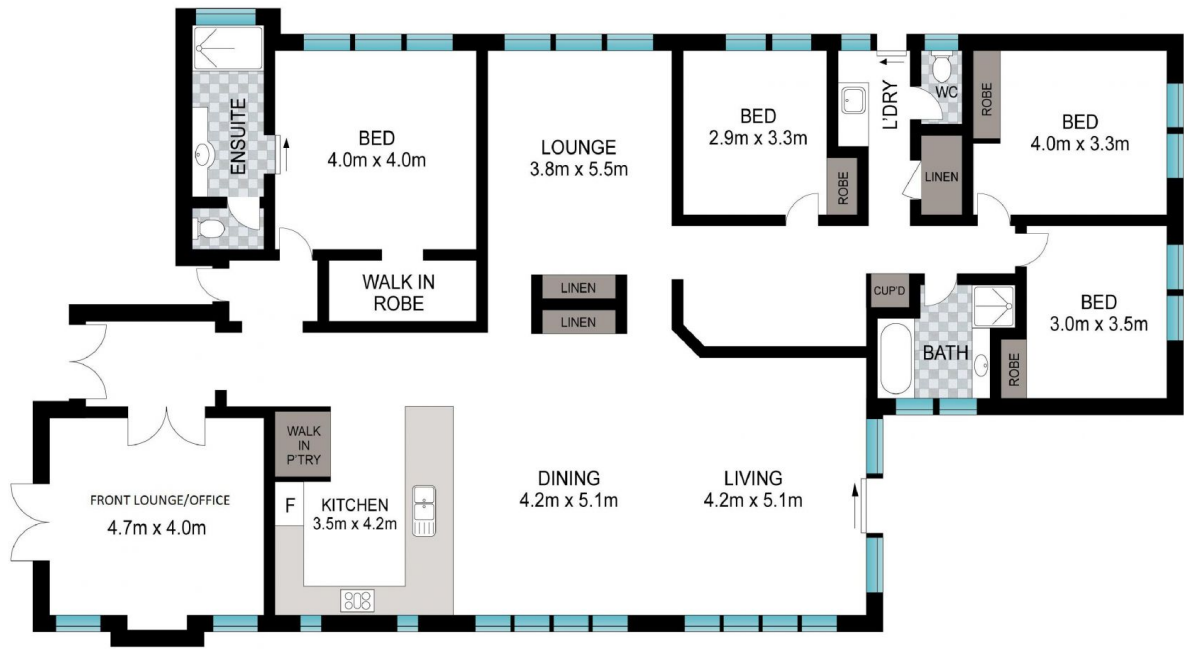 ENSUITE
BED
4.0m x 4.0m
LOUNGE
3.8m x 5.5m
BED
2.9m x 3.3m
ROBE
L'DRY
WC
LINEN
ROBE
BED
4.0m x 3.3m
WALK IN
ROBE
LINEN
LINEN
CUP'D
BATH
ROBE
BED
3.0m x 3.5m
FRONT LOUNGE/OFFICE
4.7m x 4.0m
WALK
IN
P'TRY
F
KITCHEN
3.5m x 4.2m
DINING
4.2m x 5.1m
LIVING
4.2m x 5.1m